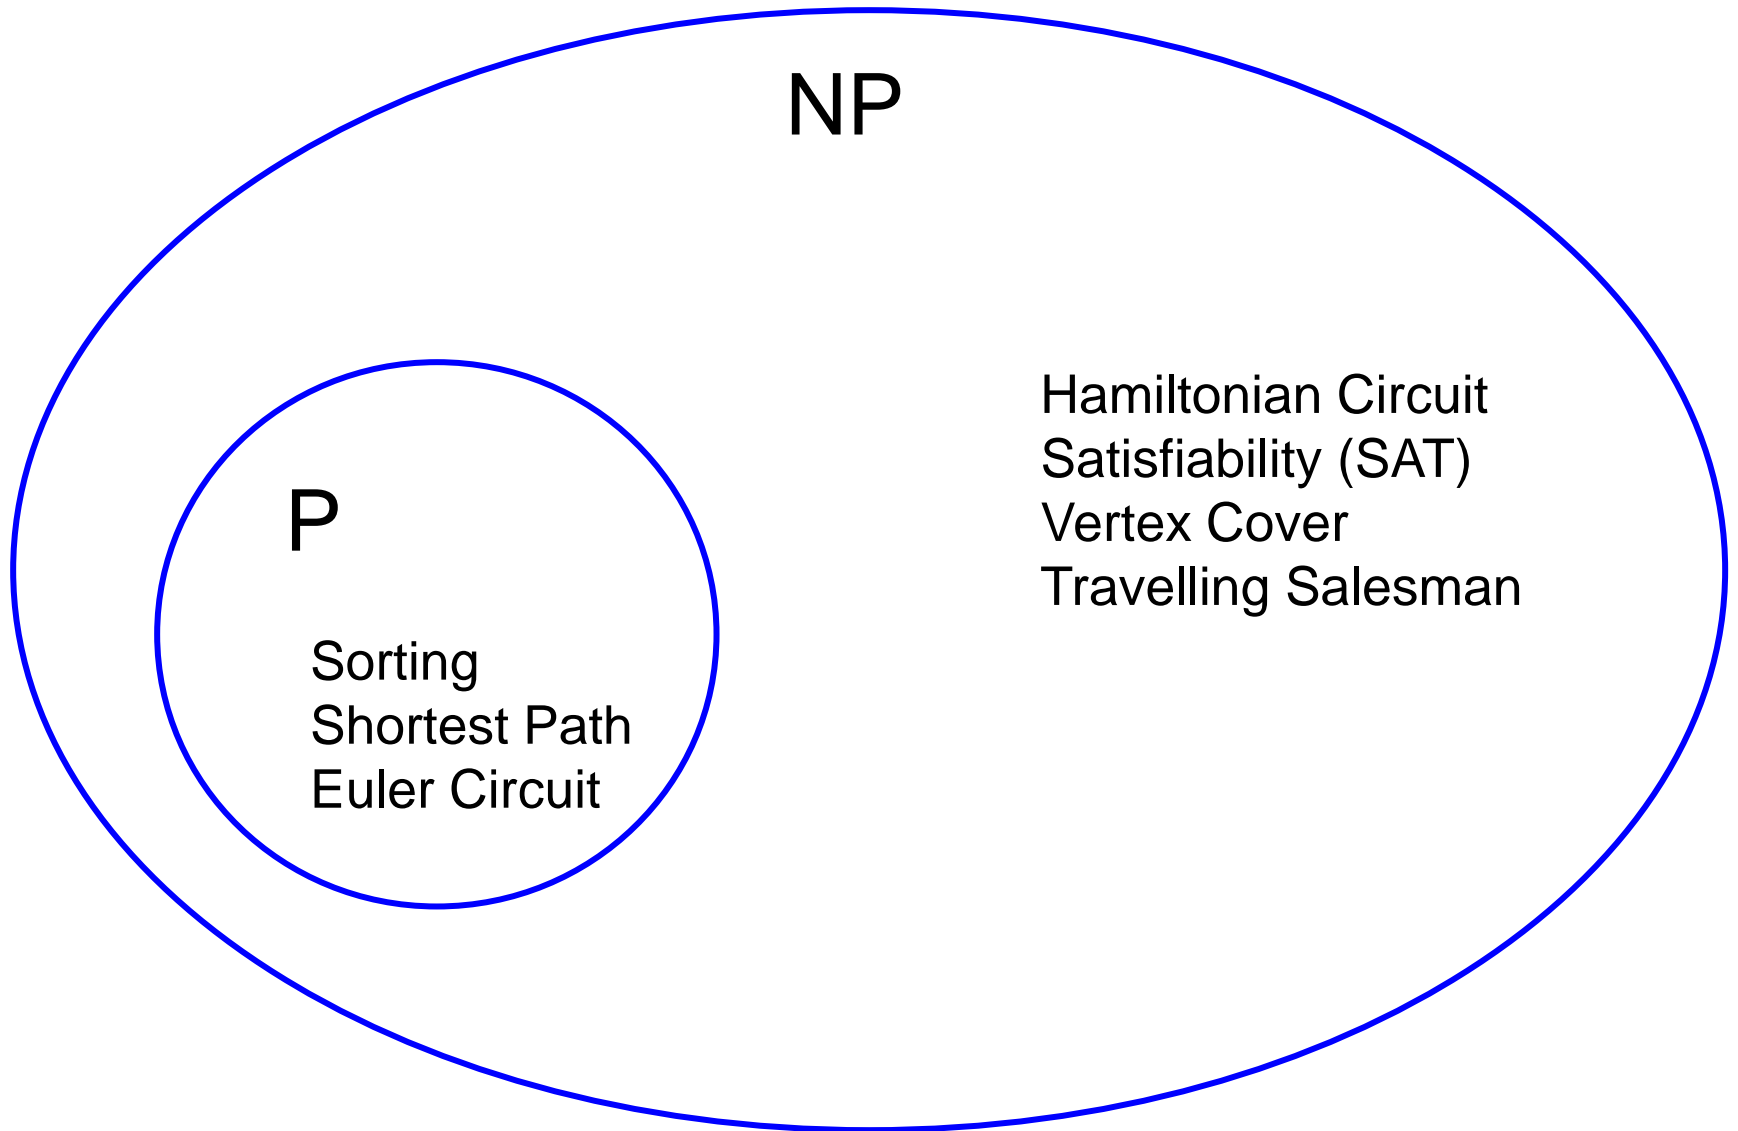 NP
Hamiltonian Circuit
Satisfiability (SAT)
Vertex Cover
Travelling Salesman
P
Sorting
Shortest Path
Euler Circuit